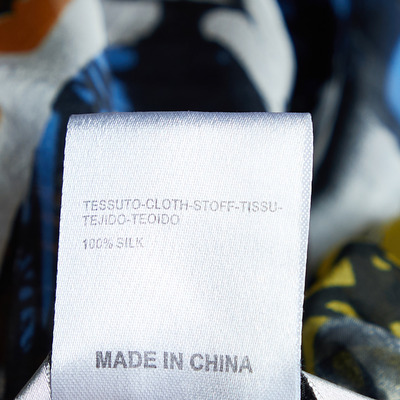 TESSUTO-CLOTH-STOFF-TISSU-
TEJIDO-TEOIDO
100% SILK
MADE IN CHINA